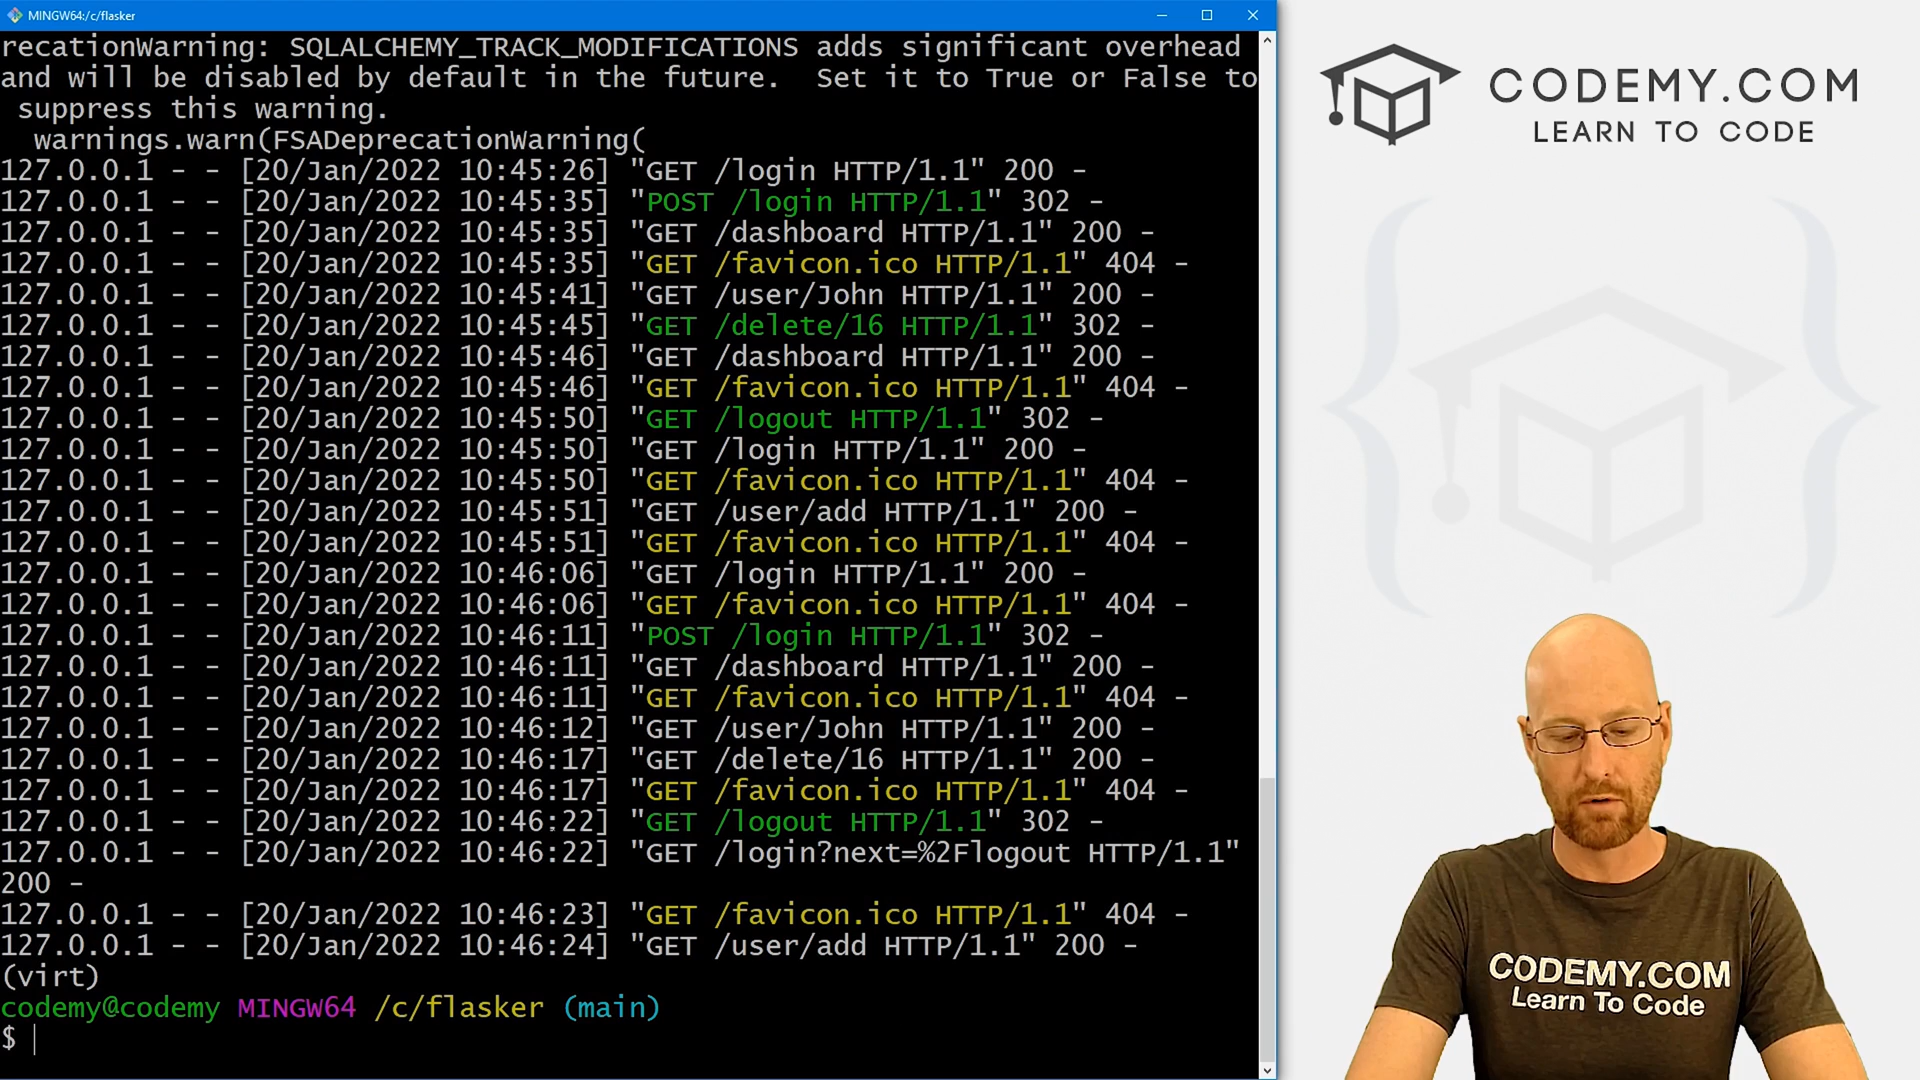 MINGW64:/c/flasker
recationWarning: SQLALCHEMY_TRACK_MODIFICATIONS adds significant overhead
and will be disabled by default in the future.  Set it to True or False to
 suppress this warning.
  warnings.warn(FSADeprecationWarning(
127.0.0.1 - - [20/Jan/2022 10:45:26] "GET /login HTTP/1.1" 200 -
127.0.0.1 - - [20/Jan/2022 10:45:35] "POST /login HTTP/1.1" 302 -
127.0.0.1 - - [20/Jan/2022 10:45:35] "GET /dashboard HTTP/1.1" 200 -
127.0.0.1 - - [20/Jan/2022 10:45:35] "GET /favicon.ico HTTP/1.1" 404 -
127.0.0.1 - - [20/Jan/2022 10:45:41] "GET /user/John HTTP/1.1" 200 -
127.0.0.1 - - [20/Jan/2022 10:45:45] "GET /delete/16 HTTP/1.1" 302 -
127.0.0.1 - - [20/Jan/2022 10:45:46] "GET /dashboard HTTP/1.1" 200 -
127.0.0.1 - - [20/Jan/2022 10:45:46] "GET /favicon.ico HTTP/1.1" 404 -
127.0.0.1 - - [20/Jan/2022 10:45:50] "GET /logout HTTP/1.1" 302 -
127.0.0.1 - - [20/Jan/2022 10:45:50] "GET /login HTTP/1.1" 200 -
127.0.0.1 - - [20/Jan/2022 10:45:50] "GET /favicon.ico HTTP/1.1" 404 -
127.0.0.1 - - [20/Jan/2022 10:45:51] "GET /user/add HTTP/1.1" 200 -
127.0.0.1 - - [20/Jan/2022 10:45:51] "GET /favicon.ico HTTP/1.1" 404 -
127.0.0.1 - - [20/Jan/2022 10:46:06] "GET /login HTTP/1.1" 200 -
127.0.0.1 - - [20/Jan/2022 10:46:06] "GET /favicon.ico HTTP/1.1" 404 -
127.0.0.1 - - [20/Jan/2022 10:46:11] "POST /login HTTP/1.1" 302 -
127.0.0.1 - - [20/Jan/2022 10:46:11] "GET /dashboard HTTP/1.1" 200 -
127.0.0.1 - - [20/Jan/2022 10:46:11] "GET /favicon.ico HTTP/1.1" 404 -
127.0.0.1 - - [20/Jan/2022 10:46:12] "GET /user/John HTTP/1.1" 200 -
127.0.0.1 - - [20/Jan/2022 10:46:17] "GET /delete/16 HTTP/1.1" 200 -
127.0.0.1 - - [20/Jan/2022 10:46:17] "GET /favicon.ico HTTP/1.1" 404 -
127.0.0.1 - - [20/Jan/2022 10:46:22] "GET /logout HTTP/1.1" 302 -
127.0.0.1 - - [20/Jan/2022 10:46:22] "GET /login?next=%2Flogout HTTP/1.1"
200 -
127.0.0.1 - - [20/Jan/2022 10:46:23] "GET /favicon.ico HTTP/1.1" 404 -
127.0.0.1 - - [20/Jan/2022 10:46:24] "GET /user/add HTTP/1.1" 200 -
(virt)
codemy@codemy MINGW64 /c/flasker (main)
$
CODEMY.COM
LEARN TO CODE
CODEMY.COM
Learn To Code